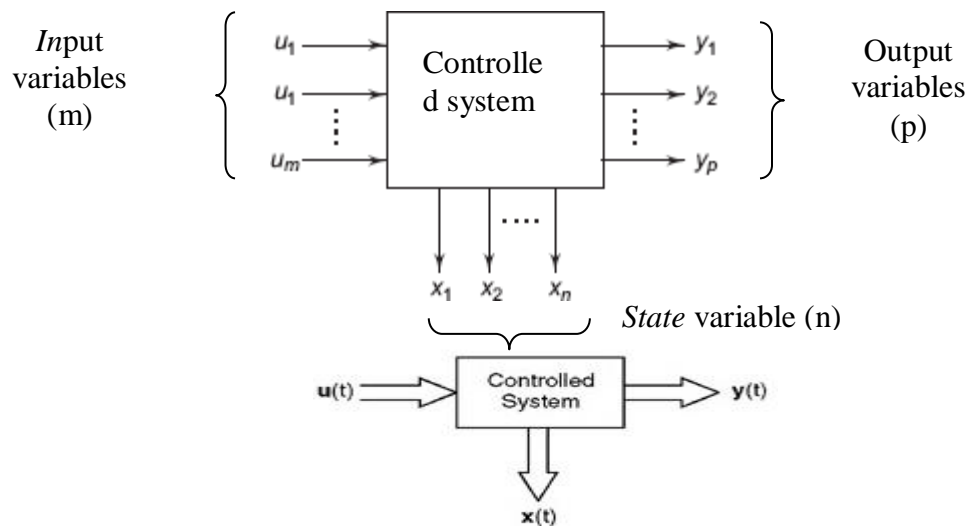 Input
variables
(m)
u1
u1
um
Controlle
d system
y1
y2
yp
Output
variables
(p)
x1 x2 xn
State variable (n)
u(t)
Controlled
System
y(t)
x(t)